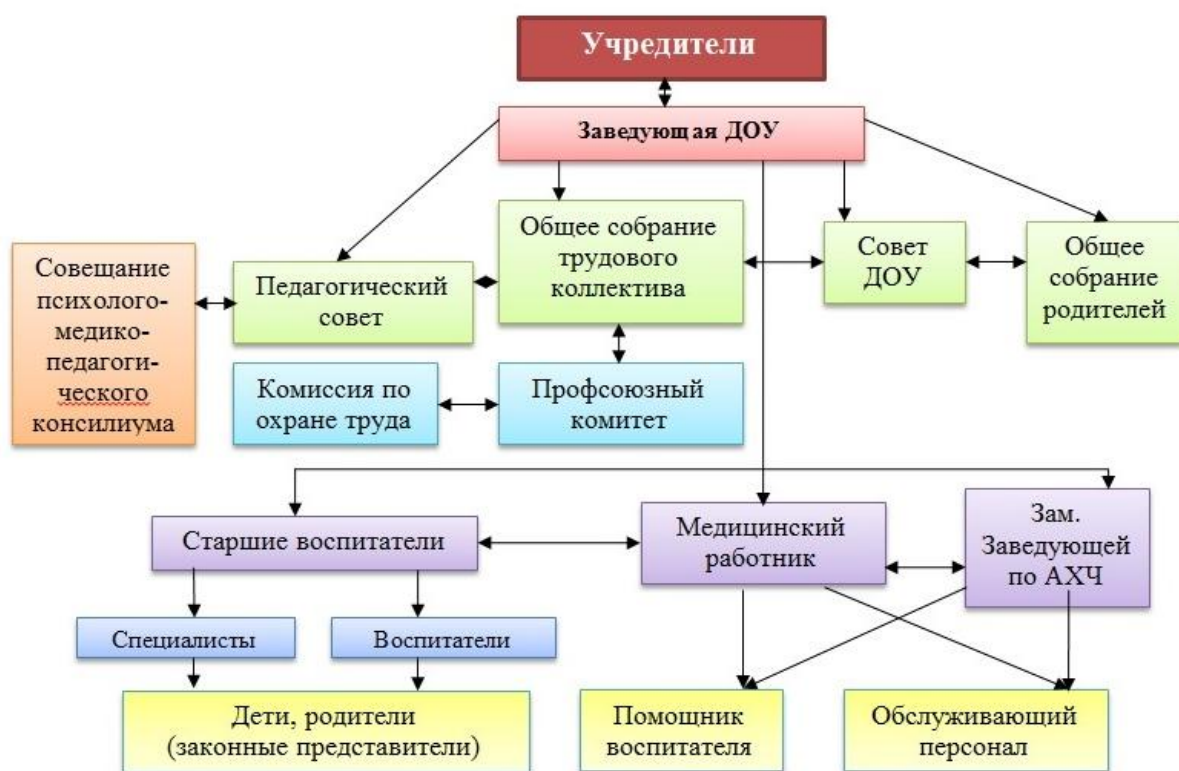 Учредители
Заведующая ДОУ
Совещание
психолого-
медико-
педагоги-
ческого
консилиума
Педагогический
совет
Общее собрание
трудового
коллектива
Совет
ДОУ
Общее
собрание
родителей
Комиссия по
охране труда
Профсоюзный
комитет
Старшие воспитатели
Медицинский
работник
Зам.
Заведующей
по АХЧ
Специалисты
Воспитатели
Дети, родители
(законные представители)
Помощник
воспитателя
Обслуживающий
персонал